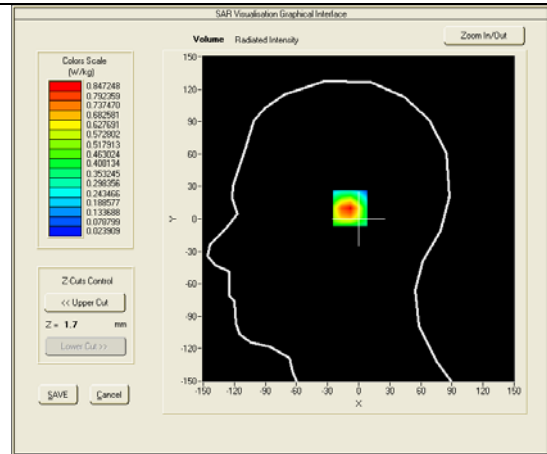 SAR Visualisation Graphical Interface
Volume Radiated Intensity
Zoom In/Out
Colors Scale
(W/kg)
0.847248
0.792359
0.737470
0.682581
0.627691
0.572802
0.517913
0.463024
0.408134
0.353245
0.298356
0.243466
0.188577
0.133688
0.078799
0.023909
Z-Cuts Control
<< Upper Cut
Z = 1.7 mm
Lower Cut >>
SAVE Cancel
150
120
90
60
30
0
-30
-60
-90
-120
-150
Y
-150 -120 -90 -60 -30 0 30 60 90 120 150
X